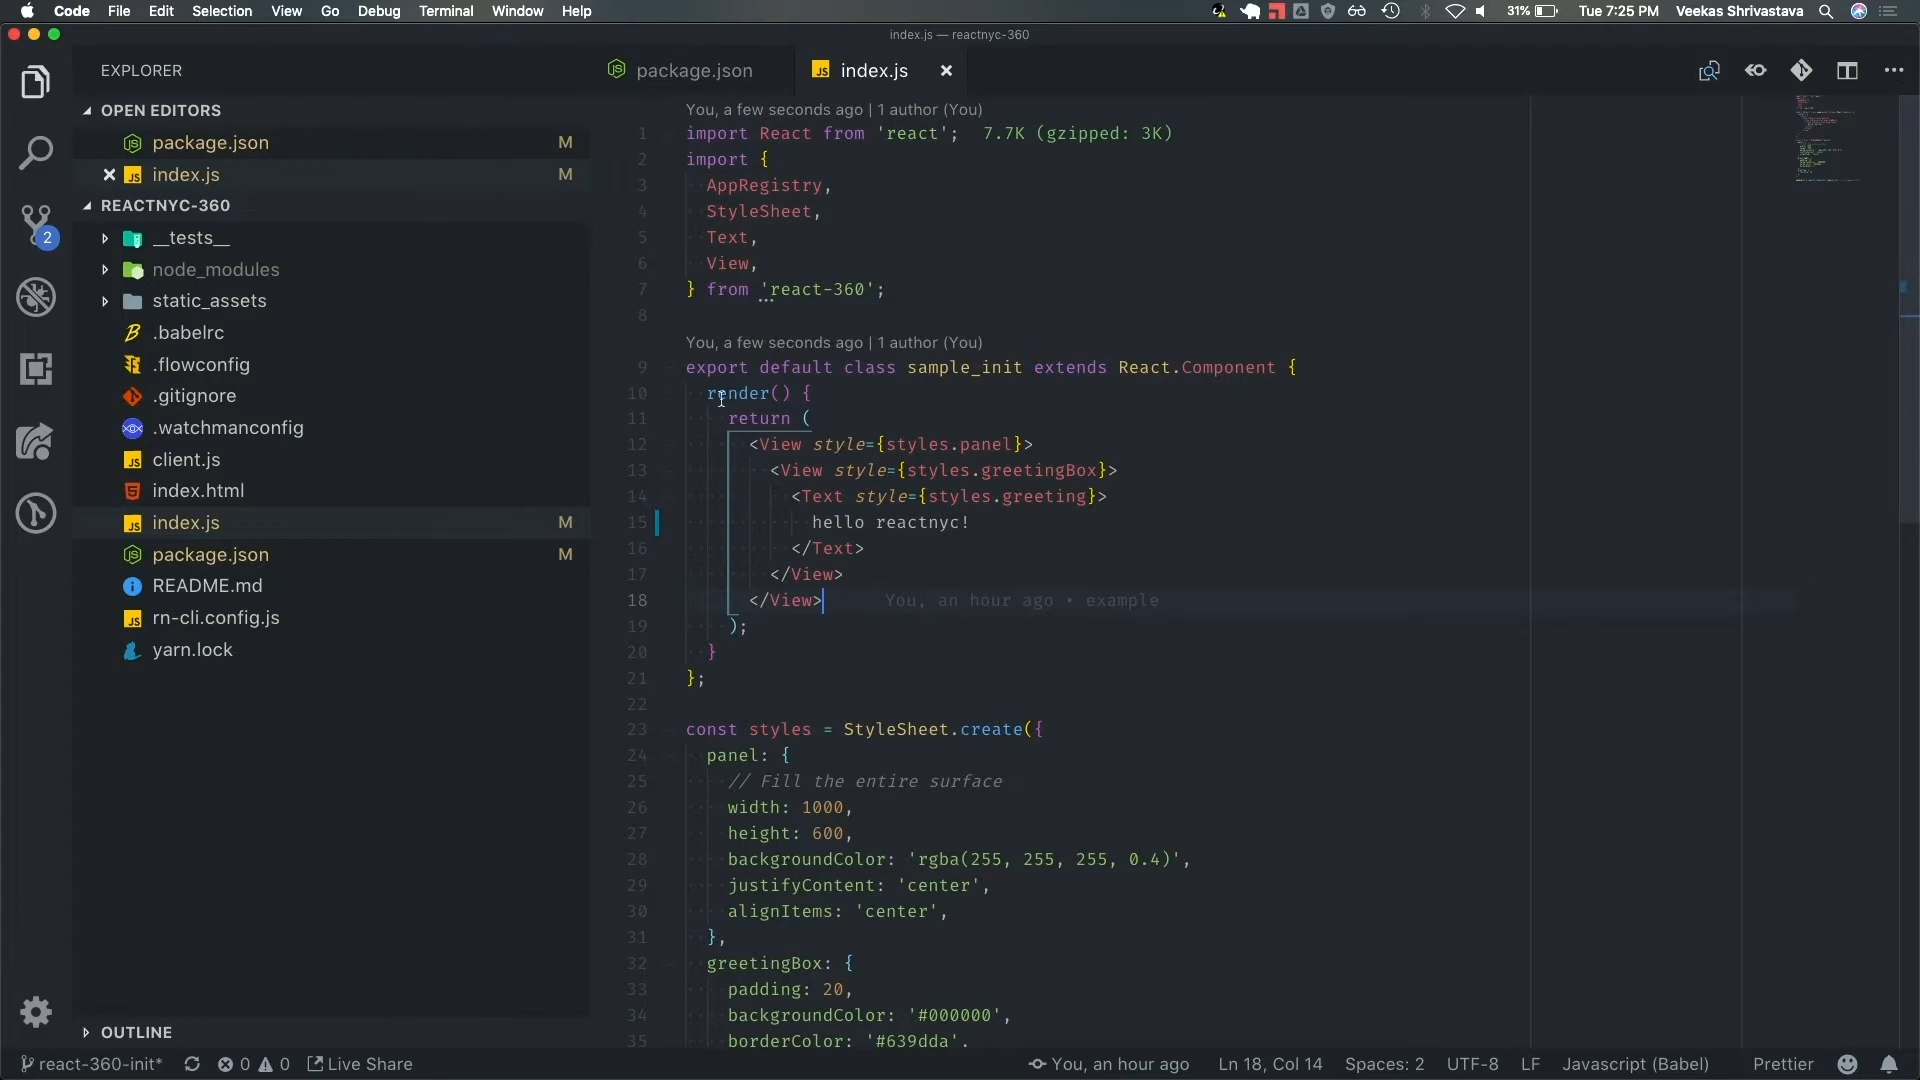 Code File Edit Selection View Go Debug Terminal Window Help 31% Tue 7:25 PM Veekas Shrivastava
index.js — reactnyc-360
EXPLORER
OPEN EDITORS
package.json M
index.js M
REACTNYC-360
__tests__
node_modules
static_assets
.babelrc
.flowconfig
.gitignore
.watchmanconfig
client.js
index.html
index.js M
package.json M
README.md
rn-cli.config.js
yarn.lock
OUTLINE
2
package.json index.js
You, a few seconds ago | 1 author (You)
1 import React from 'react'; 7.7K (gzipped: 3K)
2 import {
3 AppRegistry,
4 StyleSheet,
5 Text,
6 View,
7 } from 'react-360';
8
You, a few seconds ago | 1 author (You)
9 export default class sample_init extends React.Component {
10 render() {
11 return (
12 <View style={styles.panel}>
13 <View style={styles.greetingBox}>
14 <Text style={styles.greeting}>
15 hello reactnyc!
16 </Text>
17 </View>
18 </View> You, an hour ago • example
19 );
20 }
21 };
22
23 const styles = StyleSheet.create({
24 panel: {
25 // Fill the entire surface
26 width: 1000,
27 height: 600,
28 backgroundColor: 'rgba(255, 255, 255, 0.4)',
29 justifyContent: 'center',
30 alignItems: 'center',
31 },
32 greetingBox: {
33 padding: 20,
34 backgroundColor: '#000000',
35 borderColor: '#639dda',
react-360-init* 0 0 Live Share You, an hour ago Ln 18, Col 14 Spaces: 2 UTF-8 LF Javascript (Babel) Prettier